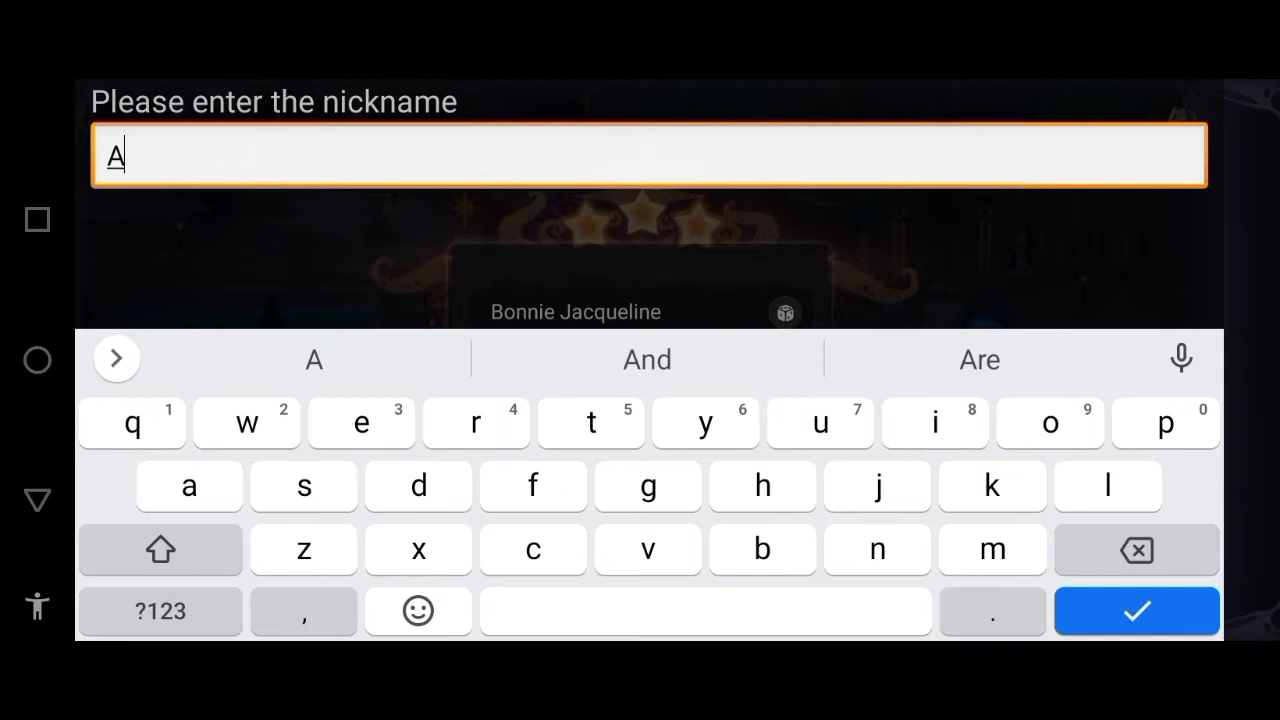 Please enter the nickname
A
Bonnie Jacqueline
A And Are
q 1 w 2 e 3 r 4 t 5 y 6 u 7 i 8 o 9 p 0
a s d f g h j k l
z x c v b n m
?123 , .